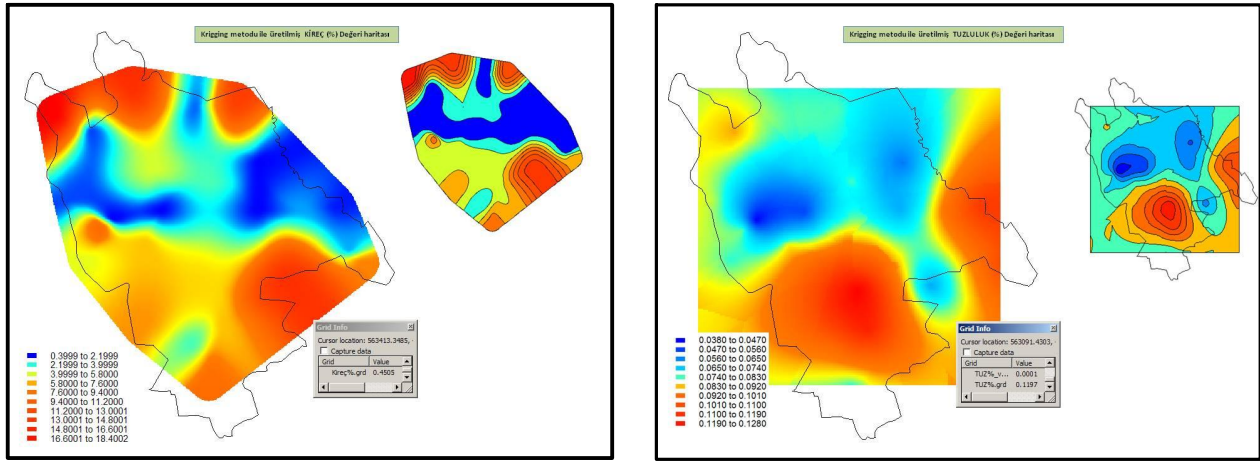 Krigging metodu ile üretilmiş KİREÇ (%) Değeri haritası
0.3999 to 2.1999
2.1999 to 3.9999
3.9999 to 5.8000
5.8000 to 7.6000
7.6000 to 9.4000
9.4000 to 11.2000
11.2000 to 13.0001
13.0001 to 14.8001
14.8001 to 16.6001
16.6001 to 18.4002
Grid Info
Cursor location: 563413.3485,
Capture data
Grid Value
Kireç%.grd 0.4505
Krigging metodu ile üretilmiş TUZLULUK (%) Değeri haritası
0.0380 to 0.0470
0.0470 to 0.0560
0.0560 to 0.0650
0.0650 to 0.0740
0.0740 to 0.0830
0.0830 to 0.0920
0.0920 to 0.1010
0.1010 to 0.1100
0.1100 to 0.1190
0.1190 to 0.1280
Grid Info
Cursor location: 563091.4303,
Capture data
Grid Value
TUZ%_v... 0.0001
TUZ%.grd 0.1197